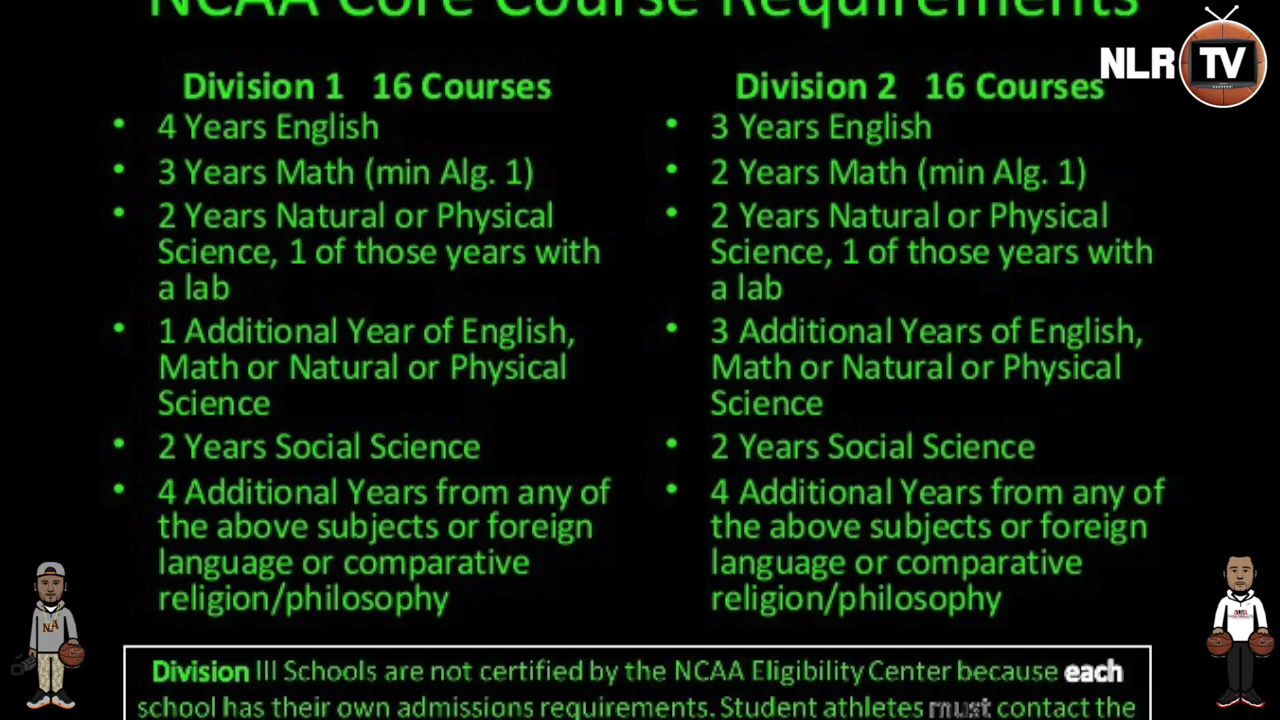 NCAA Core Course Requirements
NLR TV
Division 1 16 Courses
• 4 Years English
• 3 Years Math (min Alg. 1)
• 2 Years Natural or Physical
Science, 1 of those years with
a lab
• 1 Additional Year of English,
Math or Natural or Physical
Science
• 2 Years Social Science
• 4 Additional Years from any of
the above subjects or foreign
language or comparative
religion/philosophy
Division 2 16 Courses
• 3 Years English
• 2 Years Math (min Alg. 1)
• 2 Years Natural or Physical
Science, 1 of those years with
a lab
• 3 Additional Years of English,
Math or Natural or Physical
Science
• 2 Years Social Science
• 4 Additional Years from any of
the above subjects or foreign
language or comparative
religion/philosophy
Division III Schools are not certified by the NCAA Eligibility Center because each
school has their own admissions requirements. Student athletes must contact the